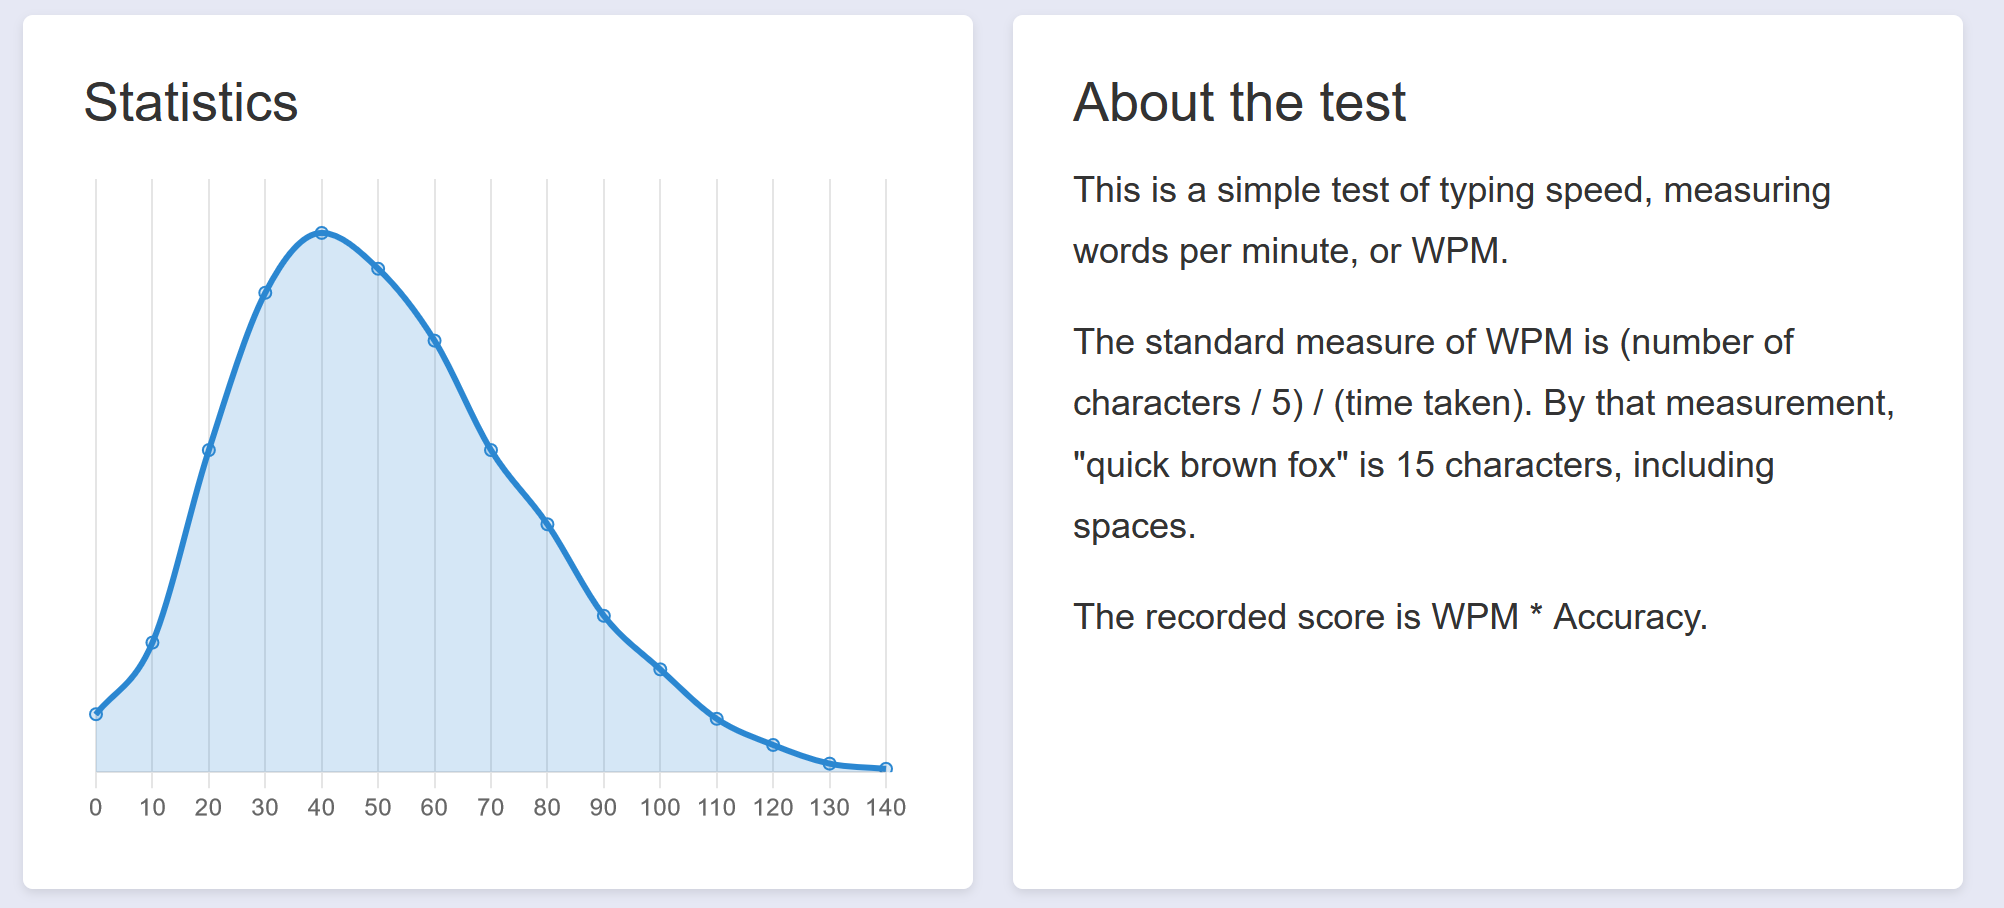 Statistics
0 10 20 30 40 50 60 70 80 90 100 110 120 130 140
About the test
This is a simple test of typing speed, measuring
words per minute, or WPM.
The standard measure of WPM is (number of
characters / 5) / (time taken). By that measurement,
"quick brown fox" is 15 characters, including
spaces.
The recorded score is WPM * Accuracy.